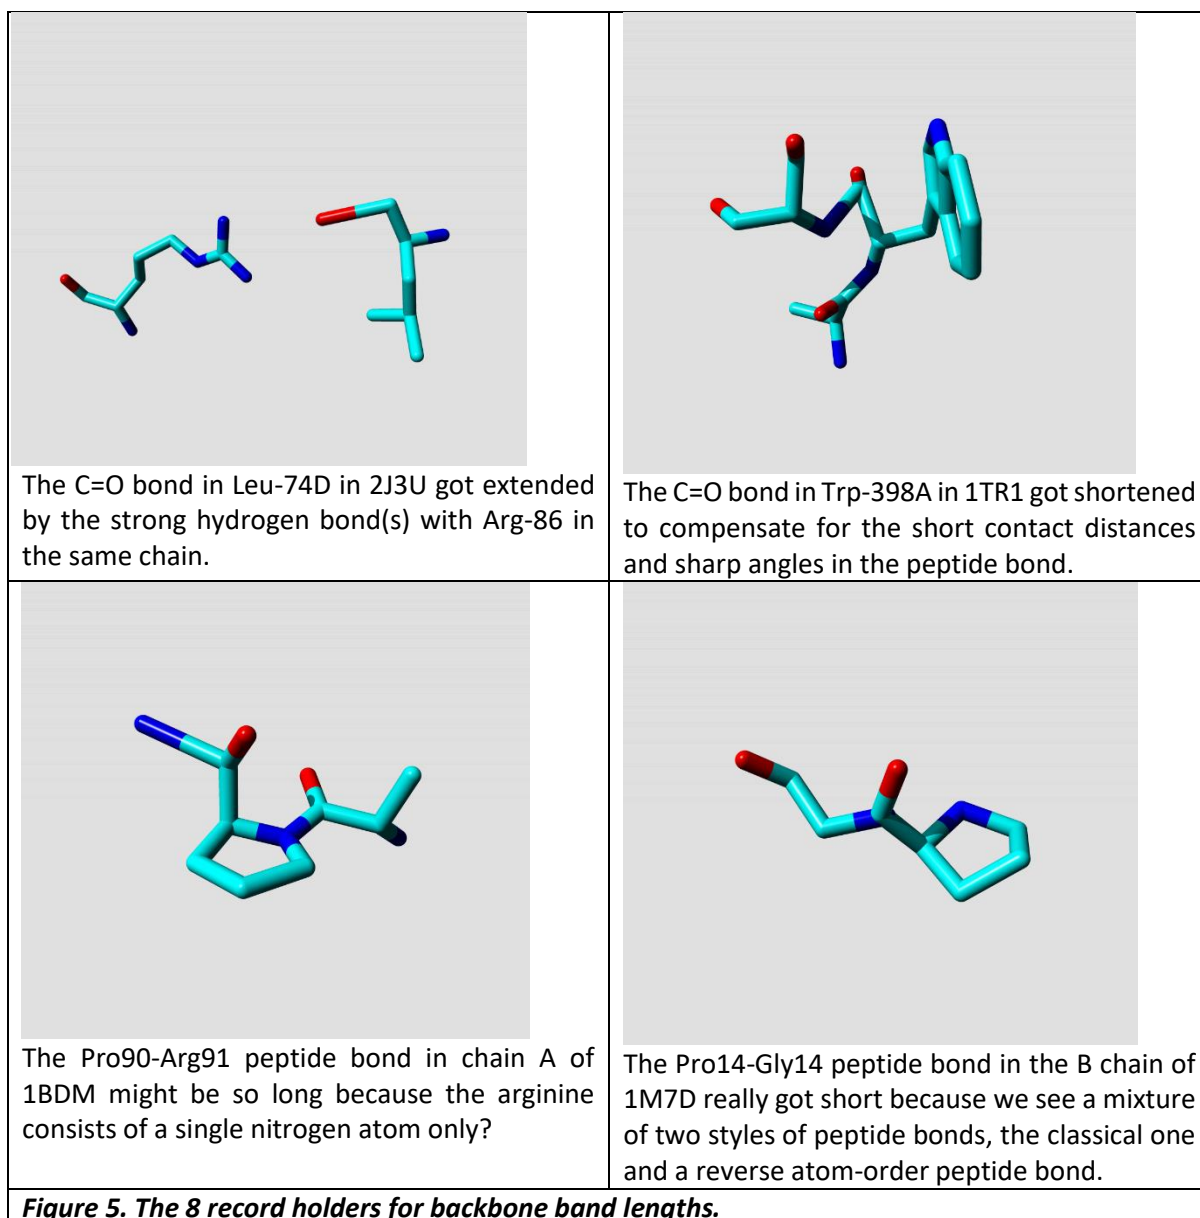 The C=O bond in Leu-74D in 2J3U got extended
by the strong hydrogen bond(s) with Arg-86 in
the same chain.
The C=O bond in Trp-398A in 1TR1 got shortened
to compensate for the short contact distances
and sharp angles in the peptide bond.
The Pro90-Arg91 peptide bond in chain A of
1BDM might be so long because the arginine
consists of a single nitrogen atom only?
The Pro14-Gly14 peptide bond in the B chain of
1M7D really got short because we see a mixture
of two styles of peptide bonds, the classical one
and a reverse atom-order peptide bond.
Figure 5. The 8 record holders for backbone band lengths.